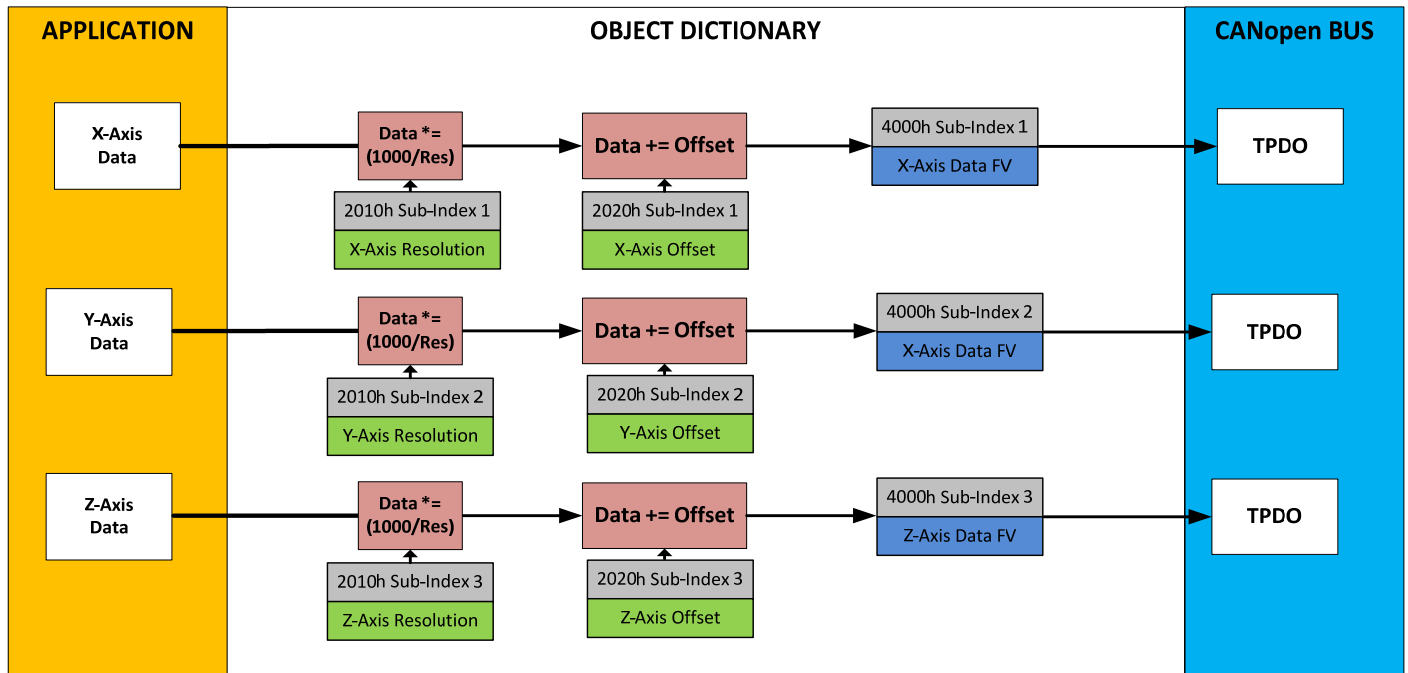 APPLICATION
OBJECT DICTIONARY
CANopen BUS
X-Axis
Data
Data *=
(1000/Res)
Data += Offset
4000h Sub-Index 1
X-Axis Data FV
TPDO
2010h Sub-Index 1
X-Axis Resolution
2020h Sub-Index 1
X-Axis Offset
Y-Axis
Data
Data *=
(1000/Res)
Data += Offset
4000h Sub-Index 2
X-Axis Data FV
TPDO
2010h Sub-Index 2
Y-Axis Resolution
2020h Sub-Index 2
Y-Axis Offset
Z-Axis
Data
Data *=
(1000/Res)
Data += Offset
4000h Sub-Index 3
Z-Axis Data FV
TPDO
2010h Sub-Index 3
Z-Axis Resolution
2020h Sub-Index 3
Z-Axis Offset